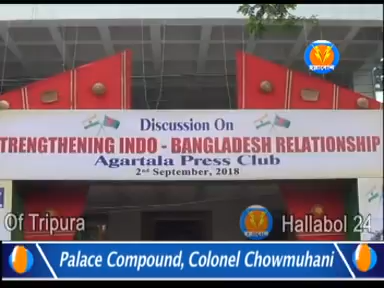 Discussion On
TRENGTHENING INDO - BANGLADESH RELATIONSHIP
Agartala Press Club
2nd September, 2018
Of Tripura
Hallabol 24
Palace Compound, Colonel Chowmuhani